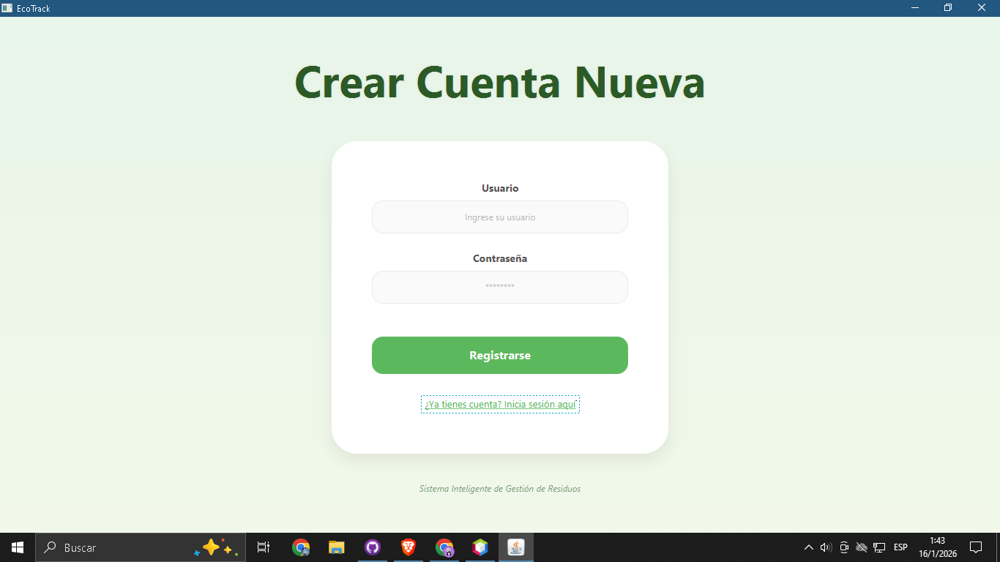 EcoTrack
Crear Cuenta Nueva
Usuario
Ingrese su usuario
Contraseña
********
Registrarse
¿Ya tienes cuenta? Inicia sesión aquí
Sistema Inteligente de Gestión de Residuos
Buscar
ESP
1:43
16/1/2026